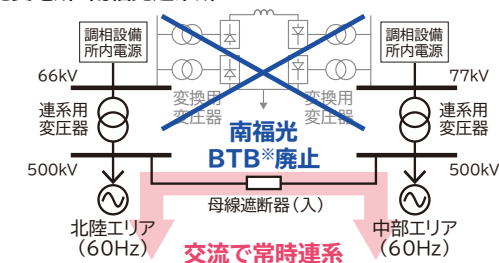 調相設備
所内電源
調相設備
所内電源
66kV
77kV
変換用
変圧器
変換用
変圧器
連系用
変圧器
連系用
変圧器
南福光
BTB※廃止
500kV
500kV
母線遮断器(入)
北陸エリア
(60Hz)
中部エリア
(60Hz)
交流で常時連系